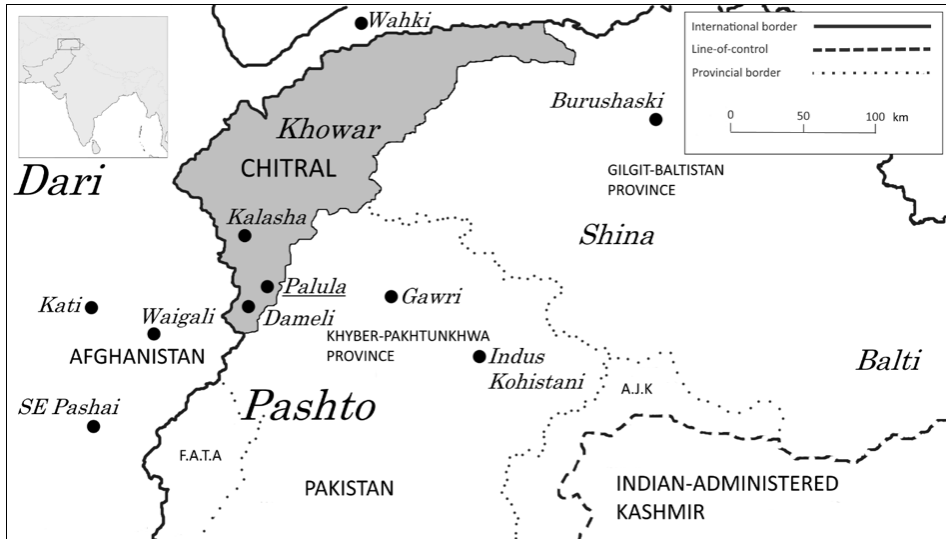 Wahki
International border
Line-of-control
Provincial border
0 50 100 km
Burushaski
Khowar
CHITRAL
Dari
GILGIT-BALTISTAN
PROVINCE
Kalasha
Shina
Palula
Kati
Gawri
Waigali
Dameli
KHYBER-PAKHTUNKHWA
PROVINCE
AFGHANISTAN
Indus
Kohistani
Balti
A.J.K
Pashto
SE Pashai
F.A.T.A
PAKISTAN
INDIAN-ADMINISTERED
KASHMIR